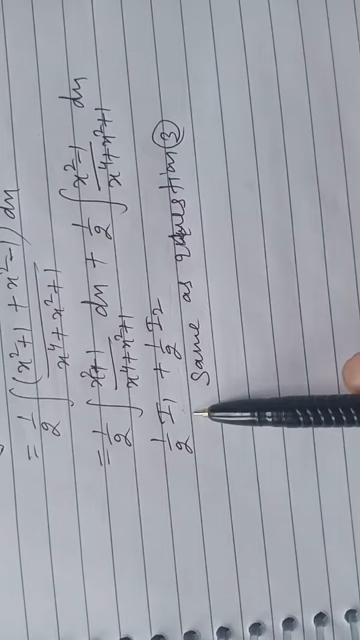 = 1/2 ∫ (x²+1 + x²-1) / x⁴+x²+1 dx
= 1/2 ∫ x²+1 / x⁴+x²+1 dx + 1/2 ∫ x²-1 / x⁴+x²+1 dx
1/2 I₁ + 1/2 I₂
Same as question ③